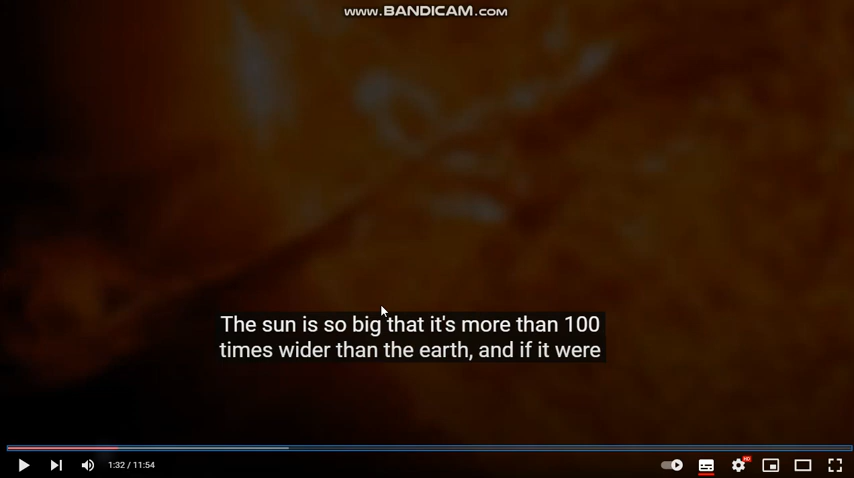 www.BANDICAM.com
The sun is so big that it's more than 100
times wider than the earth, and if it were
1:32 / 11:54
HD